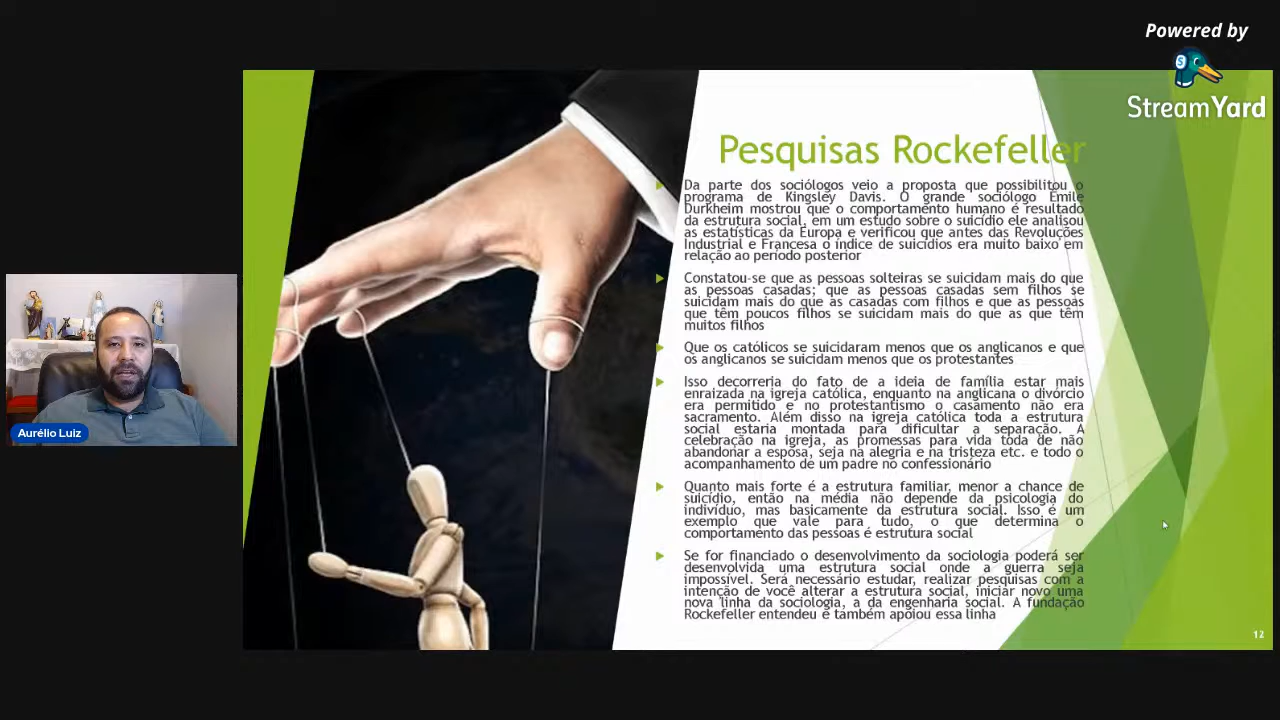 Powered by
StreamYard
Pesquisas Rockefeller
Da parte dos sociólogos veio a proposta que possibilitou o
programa de Kingsley Davis. O grande sociólogo Émile
Durkheim mostrou que o comportamento humano é resultado
da estrutura social, em um estudo sobre o suicídio ele analisou
as estatísticas da Europa e verificou que antes das Revoluções
Industrial e Francesa o índice de suicídios era muito baixo em
relação ao período posterior
Constatou-se que as pessoas solteiras se suicidam mais do que
as pessoas casadas; que as pessoas casadas sem filhos se
suicidam mais do que as casadas com filhos e que as pessoas
que têm poucos filhos se suicidam mais do que as que têm
muitos filhos
Que os católicos se suicidaram menos que os anglicanos e que
os anglicanos se suicidam menos que os protestantes
Isso decorreria do fato de a ideia de família estar mais
enraizada na igreja católica, enquanto na anglicana o divórcio
era permitido e no protestantismo o casamento não era
sacramento. Além disso na igreja católica toda a estrutura
social estaria montada para dificultar a separação. A
celebração na igreja, as promessas para vida toda de não
abandonar a esposa, seja na alegria e na tristeza etc. e todo o
acompanhamento de um padre no confessionário
Quanto mais forte é a estrutura familiar, menor a chance de
suicídio, então na média não depende da psicologia do
indivíduo, mas basicamente da estrutura social. Isso é um
exemplo que vale para tudo, o que determina o
comportamento das pessoas é estrutura social
Se for financiado o desenvolvimento da sociologia poderá ser
desenvolvida uma estrutura social onde a guerra seja
impossível. Será necessário estudar, realizar pesquisas com a
intenção de você alterar a estrutura social, iniciar novo uma
nova linha da sociologia, a da engenharia social. A fundação
Rockefeller entendeu e também apoiou essa linha
Aurélio Luiz
12